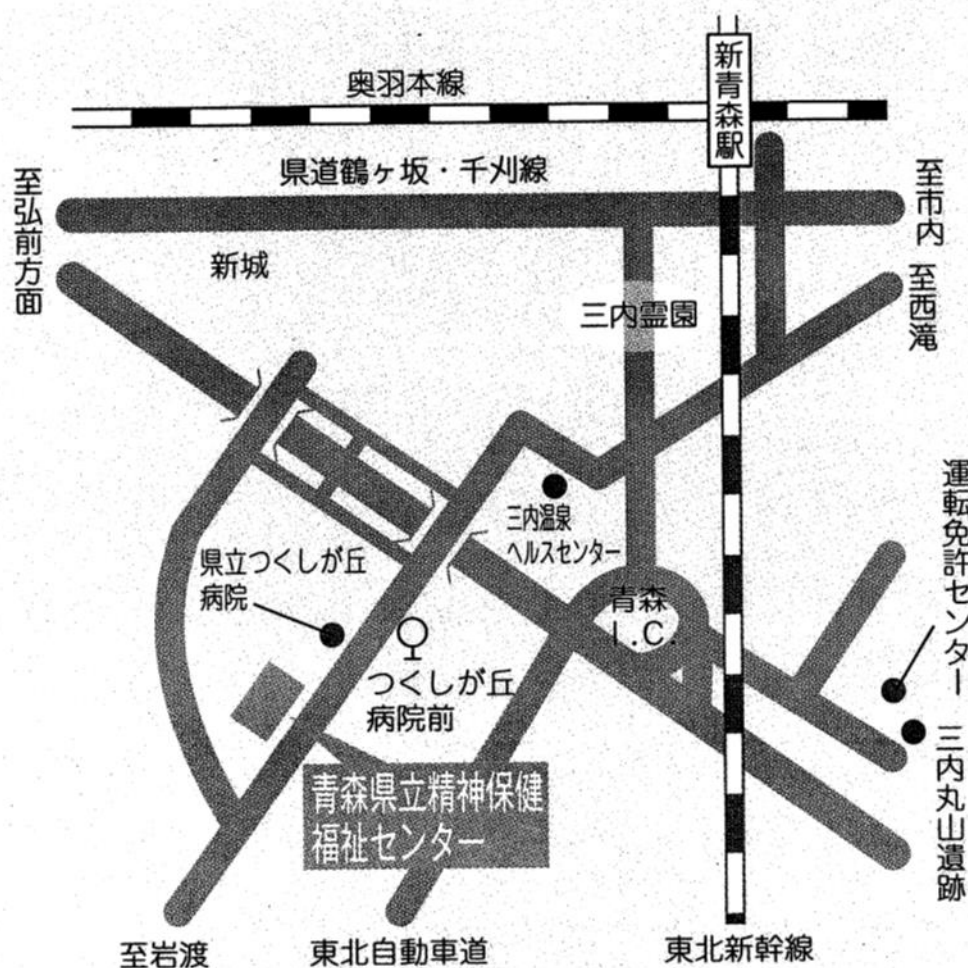 新青森駅
奥羽本線
県道鶴ヶ坂・千刈線
至弘前方面
至市内
新城
三内霊園
至西滝
三内温泉
ヘルスセンター
運転免許センター
県立つくしが丘
病院
青森
I.C.
つくしが丘
病院前
三内丸山遺跡
青森県立精神保健
福祉センター
至岩渡
東北自動車道
東北新幹線